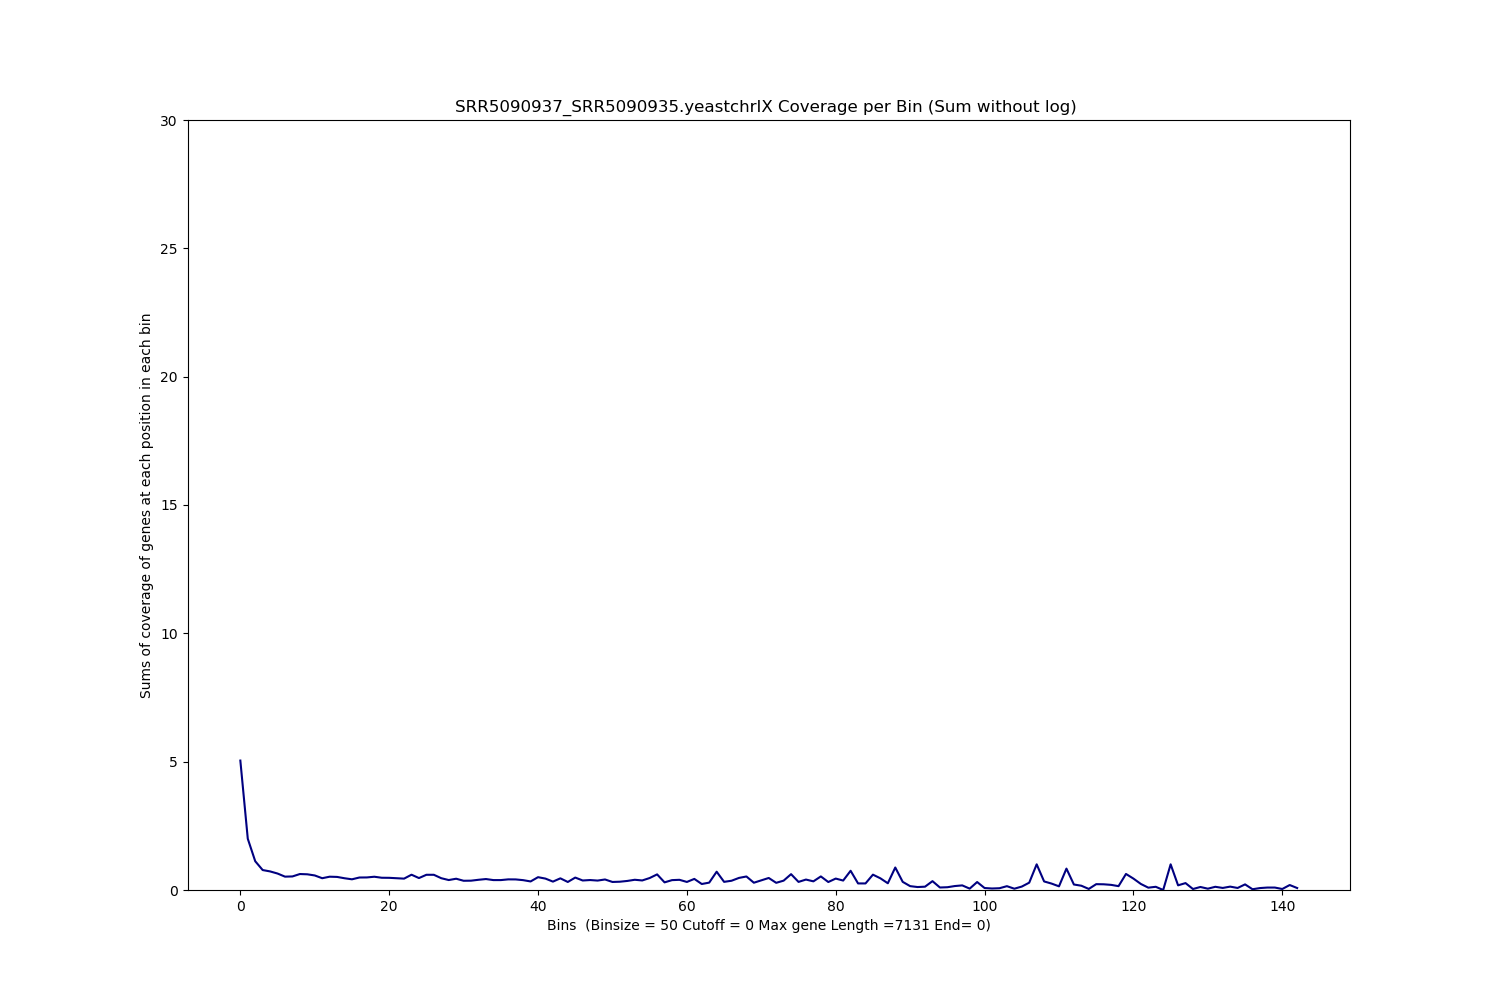 SRR5090937_SRR5090935.yeastchrIX Coverage per Bin (Sum without log)
30
25
20
15
10
5
0
Sums of coverage of genes at each position in each bin
0 20 40 60 80 100 120 140
Bins  (Binsize = 50 Cutoff = 0 Max gene Length =7131 End= 0)